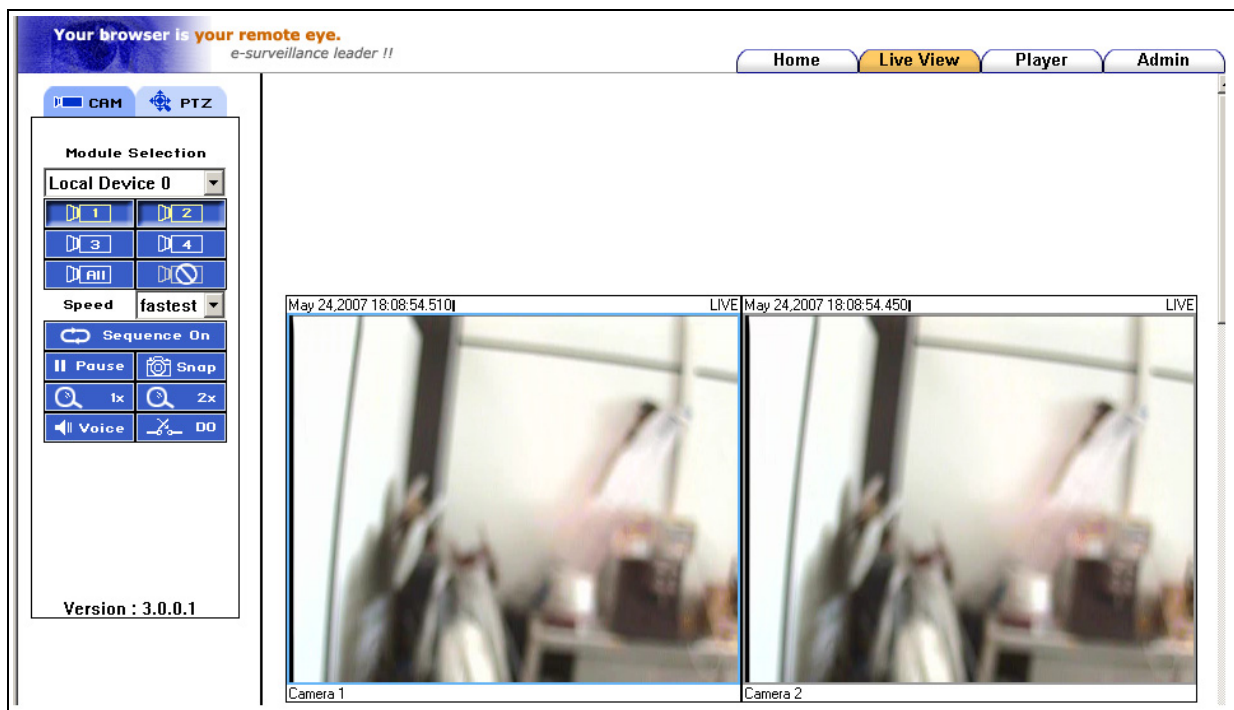 Your browser is your remote eye.
e-surveillance leader !!
Home Live View Player Admin
CAM PTZ
Module Selection
Local Device 0
1 2
3 4
All
Speed fastest
Sequence On
Pause Snap
1x 2x
Voice DO
Version : 3.0.0.1
May 24,2007 18:08:54.510 LIVE
May 24,2007 18:08:54.450 LIVE
Camera 1
Camera 2